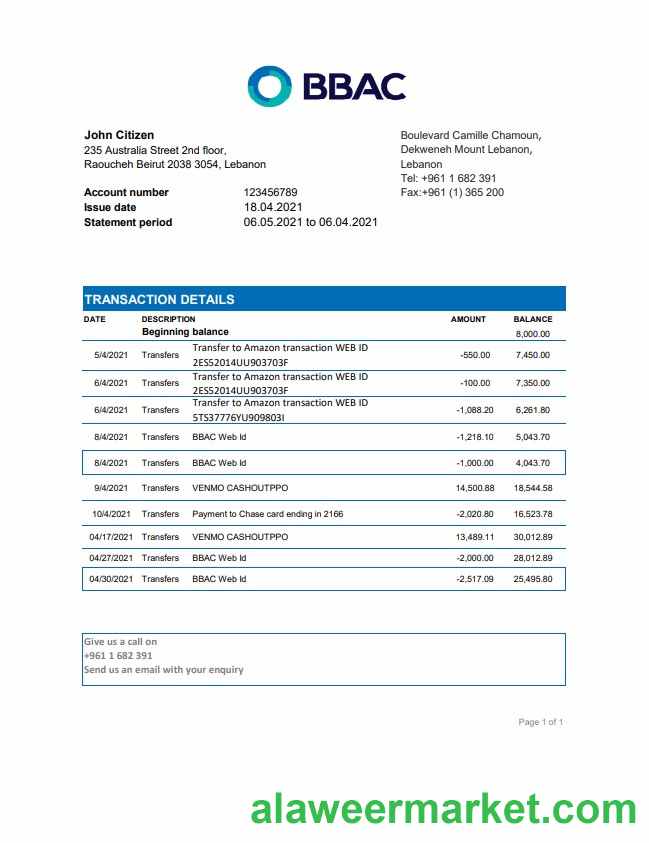 BBAC
John Citizen
235 Australia Street 2nd floor,
Raoucheh Beirut 2038 3054, Lebanon
Boulevard Camille Chamoun,
Dekweneh Mount Lebanon,
Lebanon
Tel: +961 1 682 391
Fax:+961 (1) 365 200
Account number 123456789
Issue date 18.04.2021
Statement period 06.05.2021 to 06.04.2021
TRANSACTION DETAILS
DATE DESCRIPTION AMOUNT BALANCE
Beginning balance 8,000.00
5/4/2021 Transfers Transfer to Amazon transaction WEB ID 2ES52014UU903703F -550.00 7,450.00
6/4/2021 Transfers Transfer to Amazon transaction WEB ID 2ES52014UU903703F -100.00 7,350.00
6/4/2021 Transfers Transfer to Amazon transaction WEB ID 5TS37776YU909803I -1,088.20 6,261.80
8/4/2021 Transfers BBAC Web Id -1,218.10 5,043.70
8/4/2021 Transfers BBAC Web Id -1,000.00 4,043.70
9/4/2021 Transfers VENMO CASHOUTPPO 14,500.88 18,544.58
10/4/2021 Transfers Payment to Chase card ending in 2166 -2,020.80 16,523.78
04/17/2021 Transfers VENMO CASHOUTPPO 13,489.11 30,012.89
04/27/2021 Transfers BBAC Web Id -2,000.00 28,012.89
04/30/2021 Transfers BBAC Web Id -2,517.09 25,495.80
Give us a call on
+961 1 682 391
Send us an email with your enquiry
Page 1 of 1
alaweermarket.com